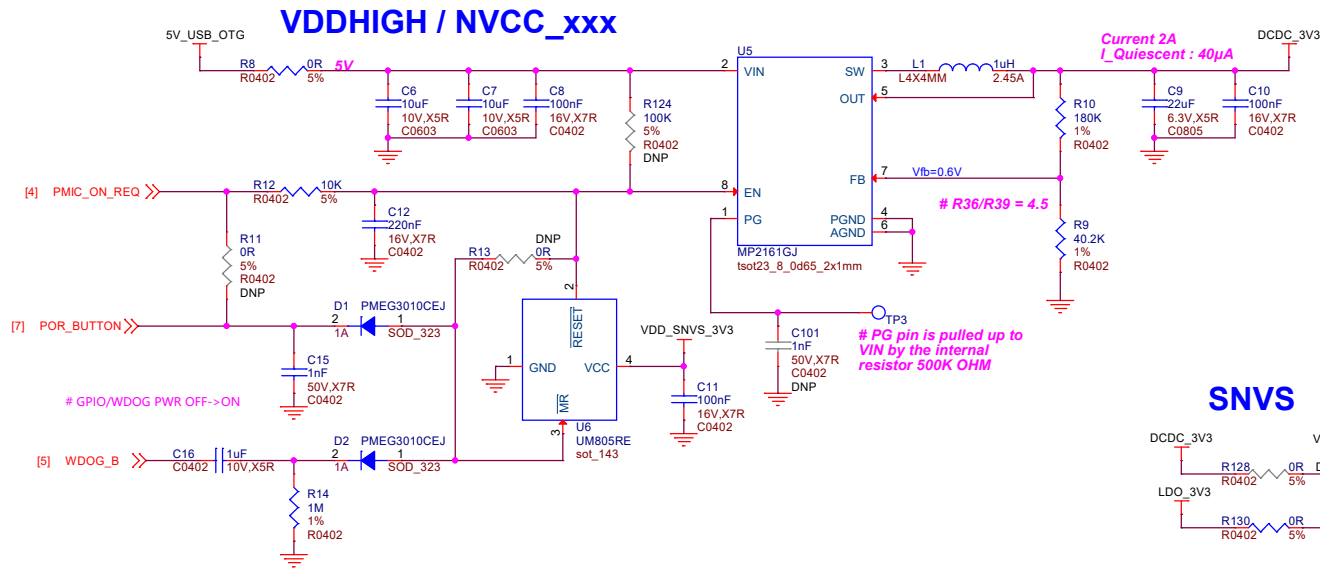 VDDHIGH / NVCC_xxx
5V_USB_OTG
R8
0R
R0402
5%
5V
C6
10uF
10V,X5R
C0603
C7
10uF
10V,X5R
C0603
C8
100nF
16V,X7R
C0402
R124
100K
5%
R0402
DNP
U5
2
VIN
SW
3
OUT
5
FB
7
8
EN
1
PG
PGND
4
AGND
6
MP2161GJ
tsot23_8_0d65_2x1mm
L1
1uH
L4X4MM
2.45A
Current 2A
I_Quiescent : 40µA
DCDC_3V3
R10
180K
1%
R0402
C9
22uF
6.3V,X5R
C0805
C10
100nF
16V,X7R
C0402
Vfb=0.6V
# R36/R39 = 4.5
R9
40.2K
1%
R0402
[4] PMIC_ON_REQ
R12
10K
R0402
5%
C12
220nF
16V,X7R
C0402
R11
0R
5%
R0402
DNP
DNP
R13
0R
R0402
5%
[7] POR_BUTTON
D1 PMEG3010CEJ
2
1
1A
SOD_323
C15
1nF
50V,X7R
C0402
# GPIO/WDOG PWR OFF->ON
2
RESET
1
GND
VCC
4
MR
3
U6
UM805RE
sot_143
VDD_SNVS_3V3
C11
100nF
16V,X7R
C0402
C101
1nF
50V,X7R
C0402
DNP
TP3
# PG pin is pulled up to
VIN by the internal
resistor 500K OHM
[5] WDOG_B
C16
1uF
C0402
10V,X5R
D2 PMEG3010CEJ
2
1
1A
SOD_323
R14
1M
1%
R0402
SNVS
DCDC_3V3
V
R128
0R
D
R0402
5%
LDO_3V3
R130
0R
R0402
5%